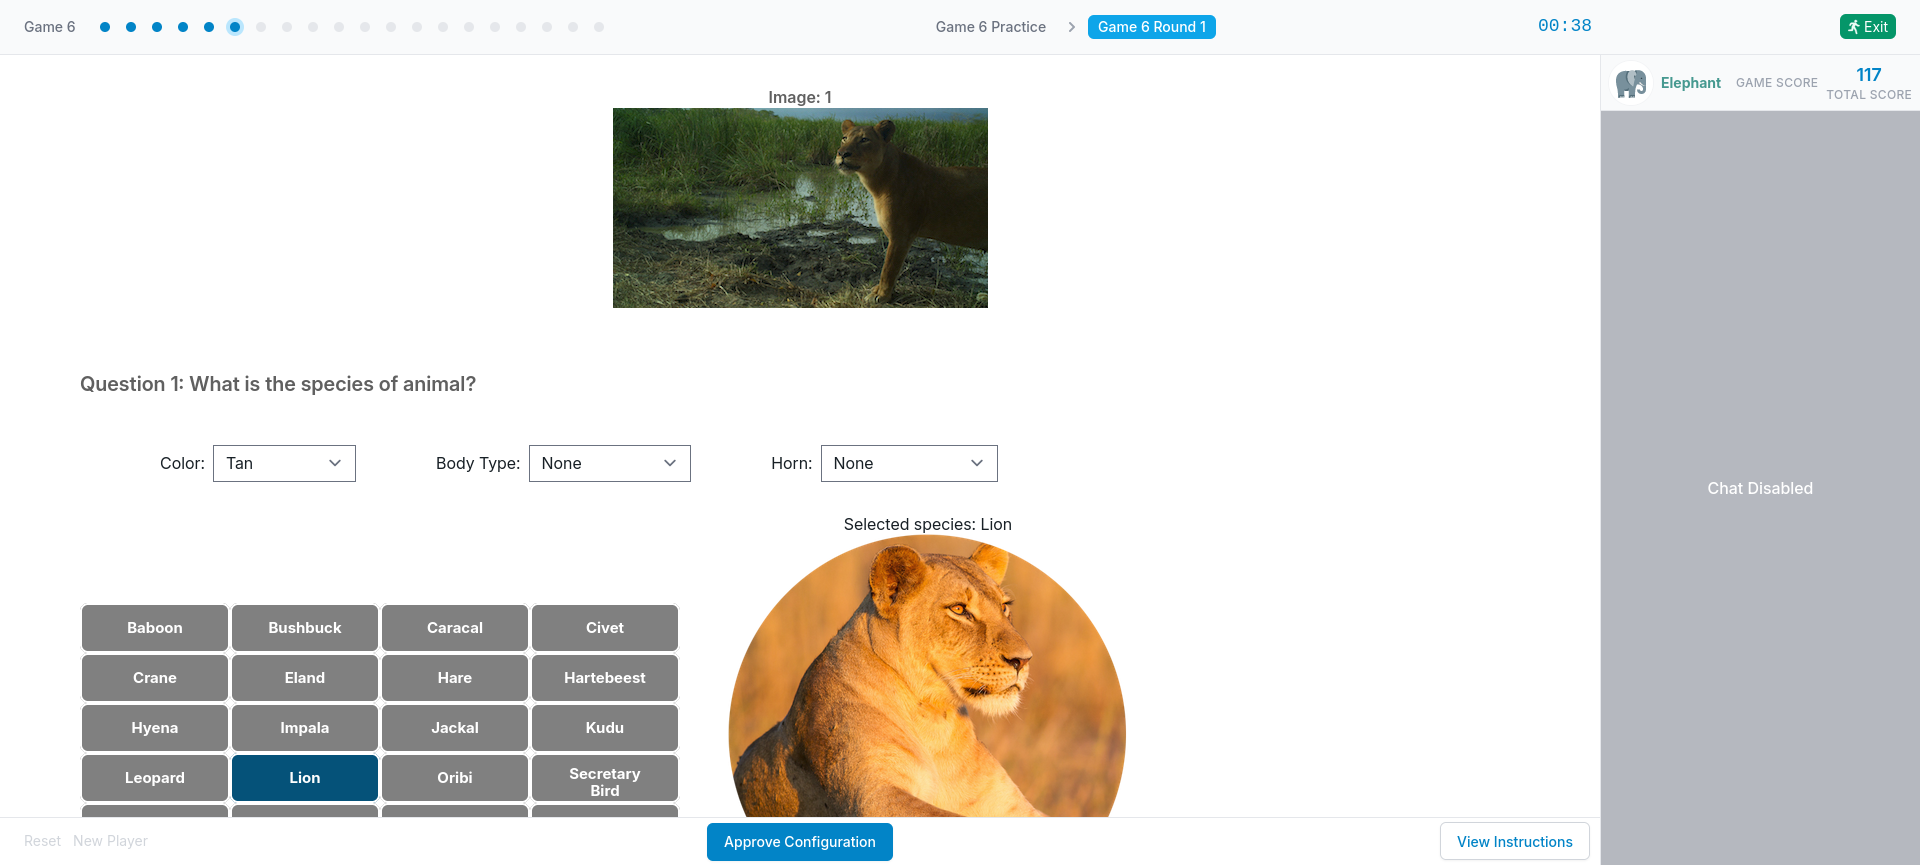 Game 6
Game 6 Practice
Game 6 Round 1
00:38
Exit
Elephant
GAME SCORE
117
TOTAL SCORE
Image: 1
Question 1: What is the species of animal?
Color: Tan
Body Type: None
Horn: None
Selected species: Lion
Baboon Bushbuck Caracal Civet
Crane Eland Hare Hartebeest
Hyena Impala Jackal Kudu
Leopard Lion Oribi Secretary
Bird
Chat Disabled
Reset New Player
Approve Configuration
View Instructions